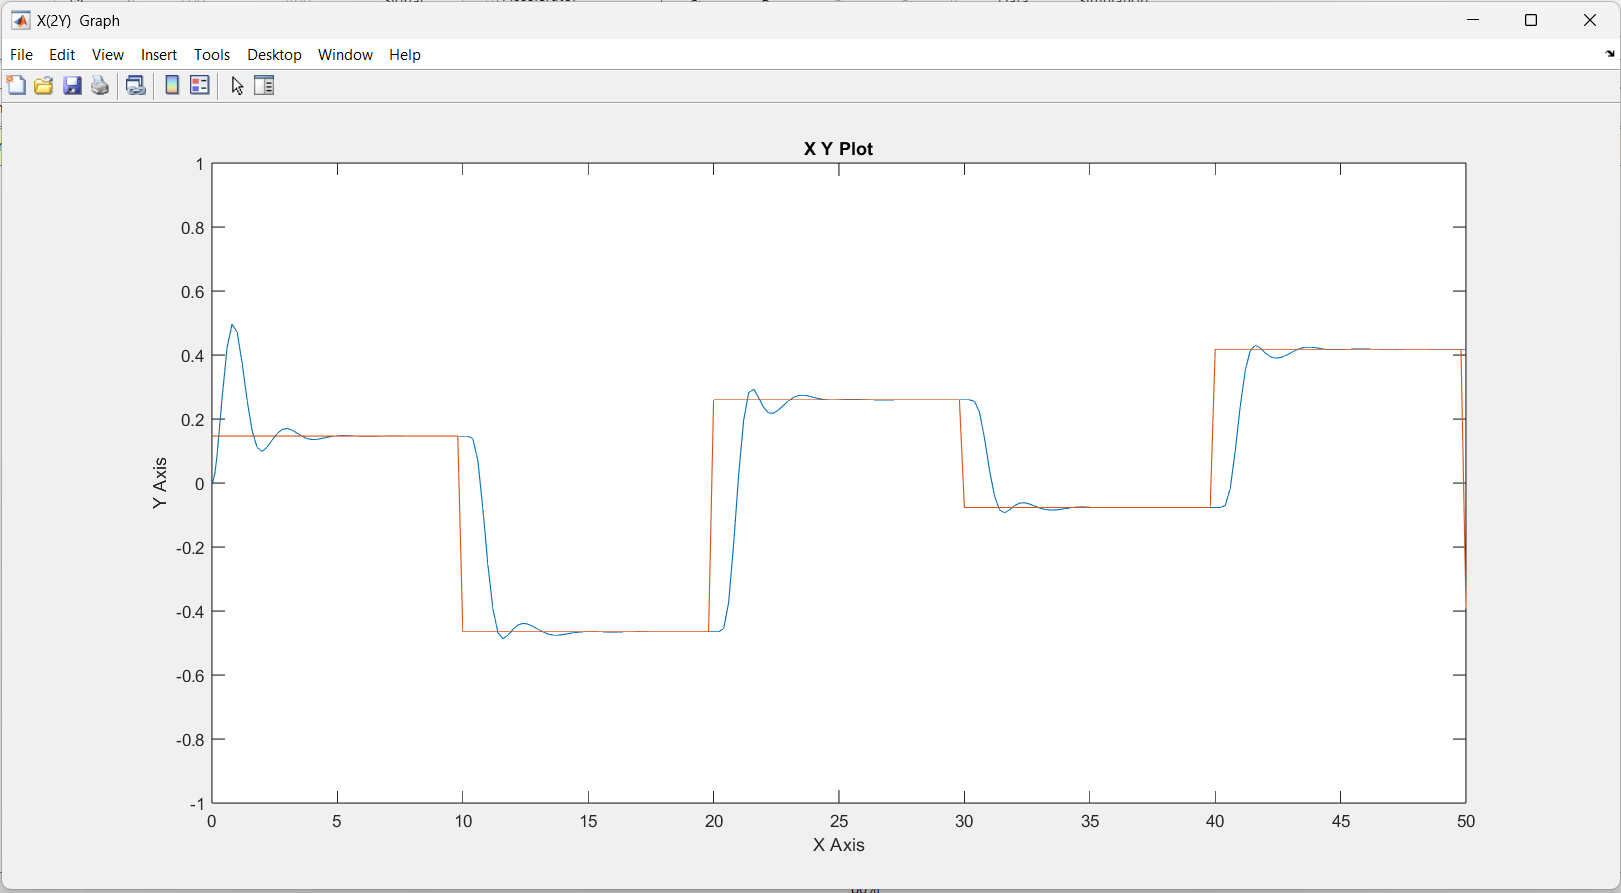 X(2Y) Graph
File Edit View Insert Tools Desktop Window Help
X Y Plot
1
0.8
0.6
0.4
0.2
0
-0.2
-0.4
-0.6
-0.8
-1
Y Axis
0 5 10 15 20 25 30 35 40 45 50
X Axis